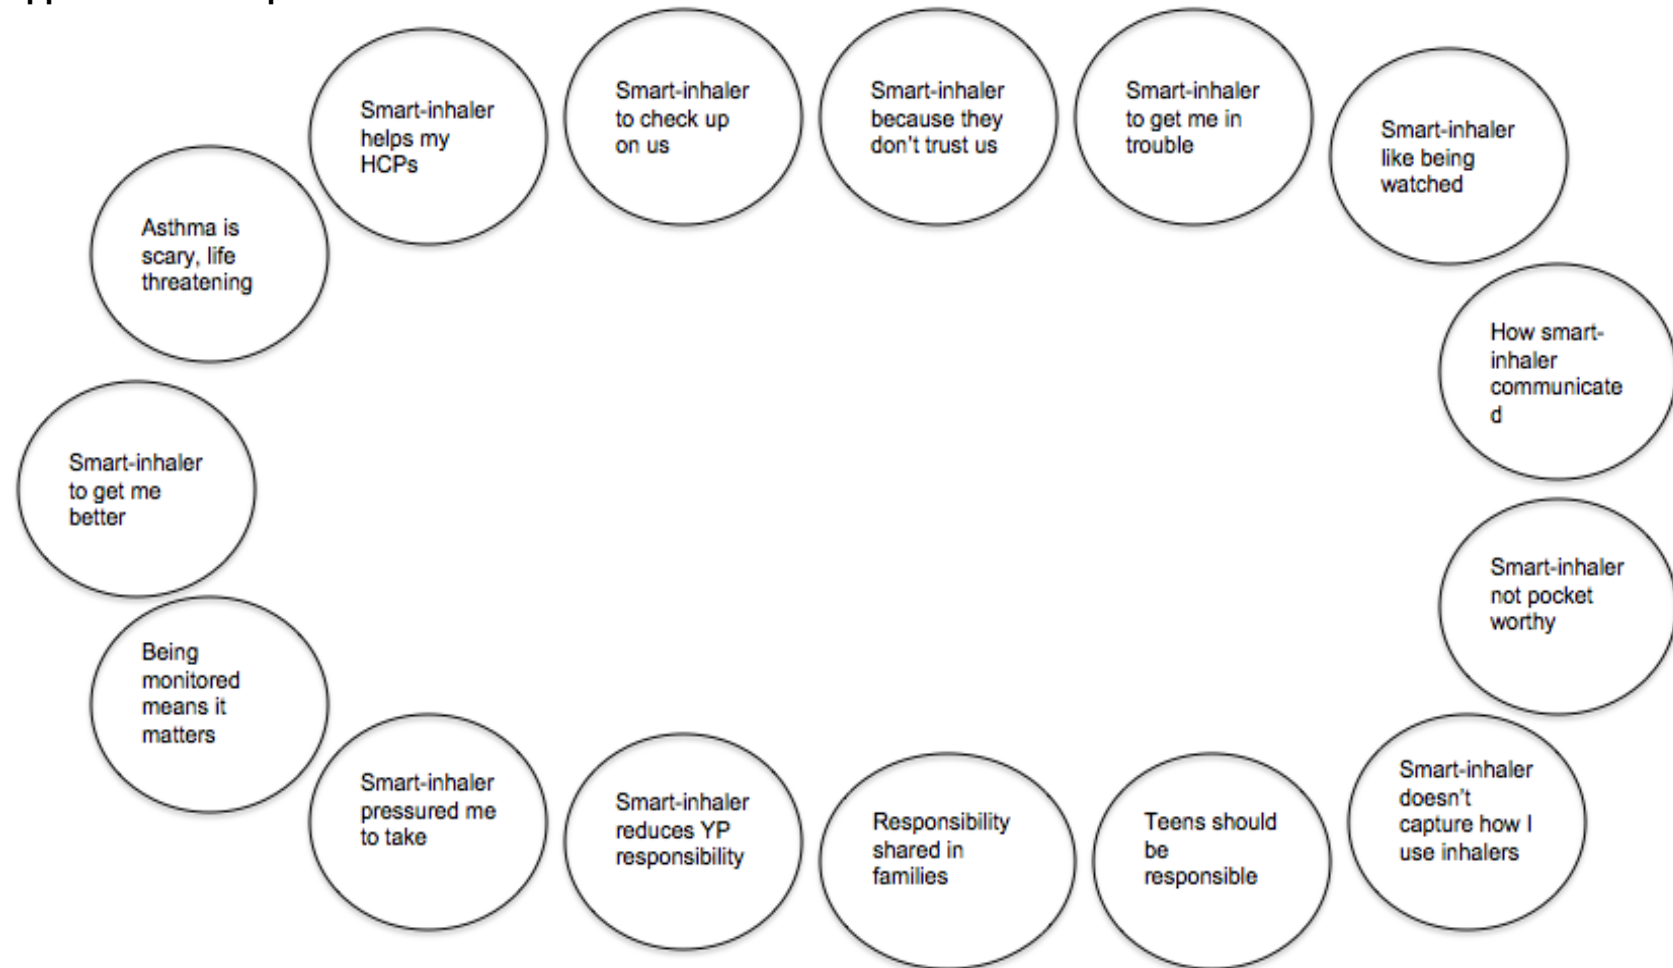 Smart-inhaler
helps my
HCPs
Smart-inhaler
to check up
on us
Smart-inhaler
because they
don't trust us
Smart-inhaler
to get me in
trouble
Smart-inhaler
like being
watched
How smart-
inhaler
communicate
d
Smart-inhaler
not pocket
worthy
Smart-inhaler
doesn't
capture how I
use inhalers
Teens should
be
responsible
Responsibility
shared in
families
Smart-inhaler
reduces YP
responsibility
Smart-inhaler
pressured me
to take
Being
monitored
means it
matters
Smart-inhaler
to get me
better
Asthma is
scary, life
threatening